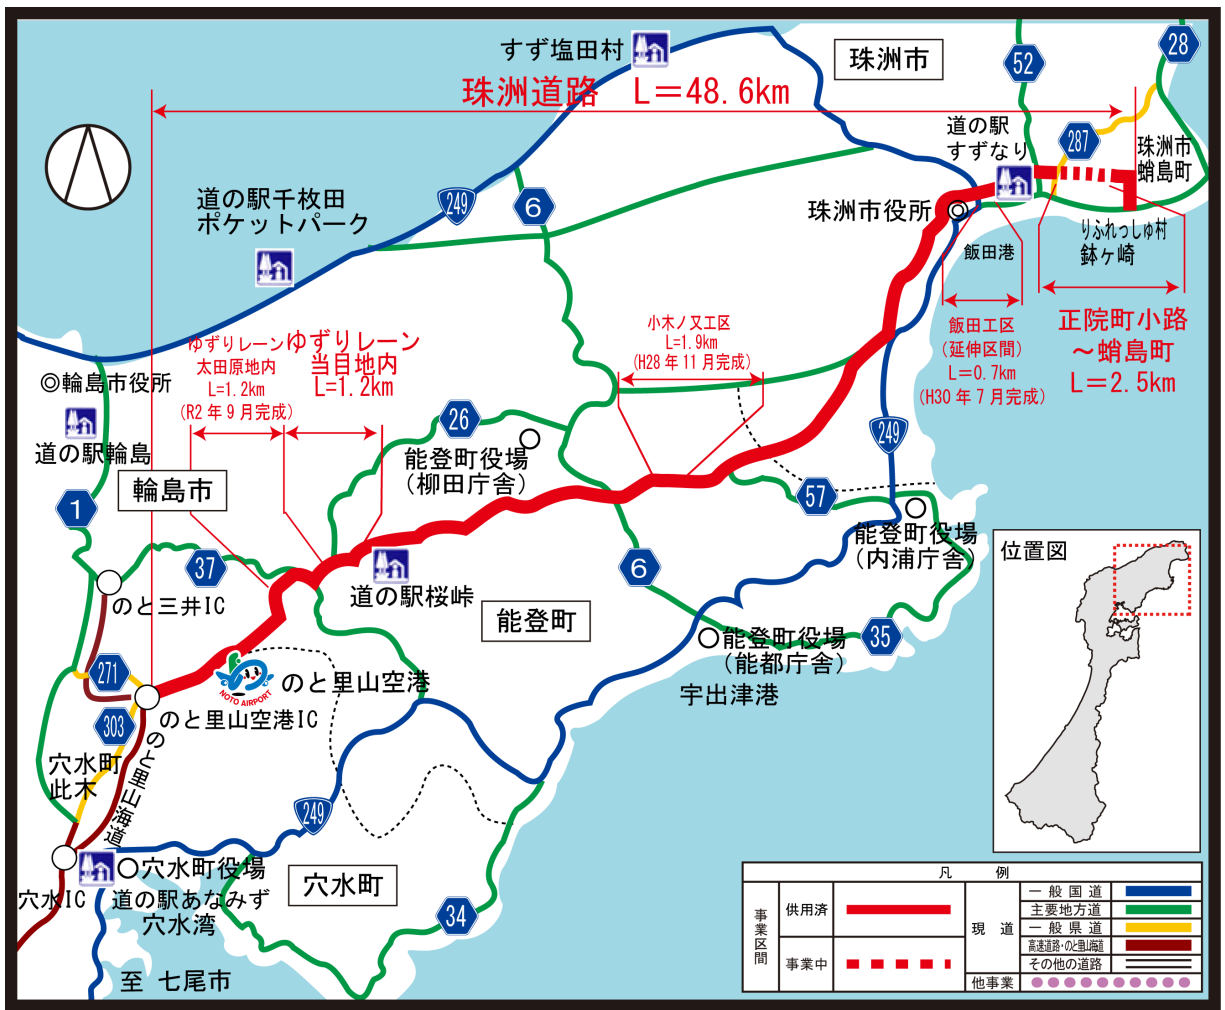 すず塩田村
珠洲市
52
28
珠洲道路 L=48.6km
道の駅
すずなり
287
珠洲市
蛸島町
道の駅千枚田
ポケットパーク
249
6
珠洲市役所
飯田港
りふれっしゅ村
鉢ヶ崎
飯田工区
(延伸区間)
L=0.7km
(H30年7月完成)
正院町小路
～蛸島町
L=2.5km
小木ノ又工区
L=1.9km
(H28年11月完成)
ゆずりレーン
太田原地内
L=1.2km
(R2年9月完成)
ゆずりレーン
当目地内
L=1.2km
◎輪島市役所
道の駅輪島
輪島市
1
26
能登町役場
(柳田庁舎)
249
57
能登町役場
(内浦庁舎)
37
のと三井IC
道の駅桜峠
能登町
6
○能登町役場
(能都庁舎)
35
宇出津港
271
NOTO AIRPORT
のと里山空港
のと里山空港IC
303
穴水町
此木
のと里山海道
249
穴水IC
○穴水町役場
道の駅あなみず
穴水湾
穴水町
34
至 七尾市
位置図
凡 例
事業区間
供用済
事業中
現 道
一般国道
主要地方道
一般県道
高速道路・のと里山海道
その他の道路
他事業